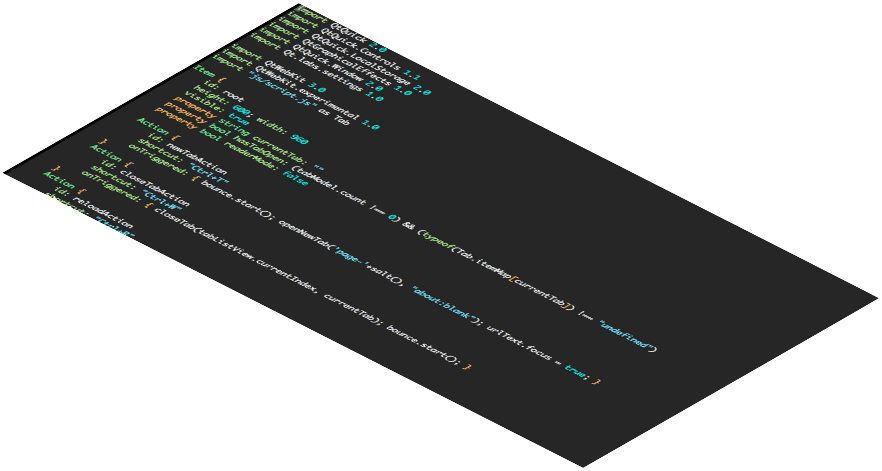 import QtQuick 2.0
import QtQuick.Controls 1.1
import QtQuick.LocalStorage 2.0
import QtGraphicalEffects 1.0
import QtQuick.Window 2.0
import Qt.labs.settings 1.0
import QtWebKit 3.0
import QtWebKit.experimental 1.0
import "js/script.js" as Tab
Item {
id: root
height: 600; width: 960
visible: true
property string currentTab: ""
property bool hasTabOpen: (tabModel.count !== 0) && (typeof(Tab.itemMap[currentTab]) !== "undefined")
property bool readerMode: false
Action {
id: newTabAction
shortcut: "Ctrl+T"
onTriggered: { bounce.start(); openNewTab('page-'+salt(), "about:blank"); urlText.focus = true; }
}
Action {
id: closeTabAction
shortcut: "Ctrl+W"
onTriggered: { closeTab(tabListView.currentIndex, currentTab); bounce.start(); }
}
Action {
id: reloadAction
shortcut: "Ctrl+R"